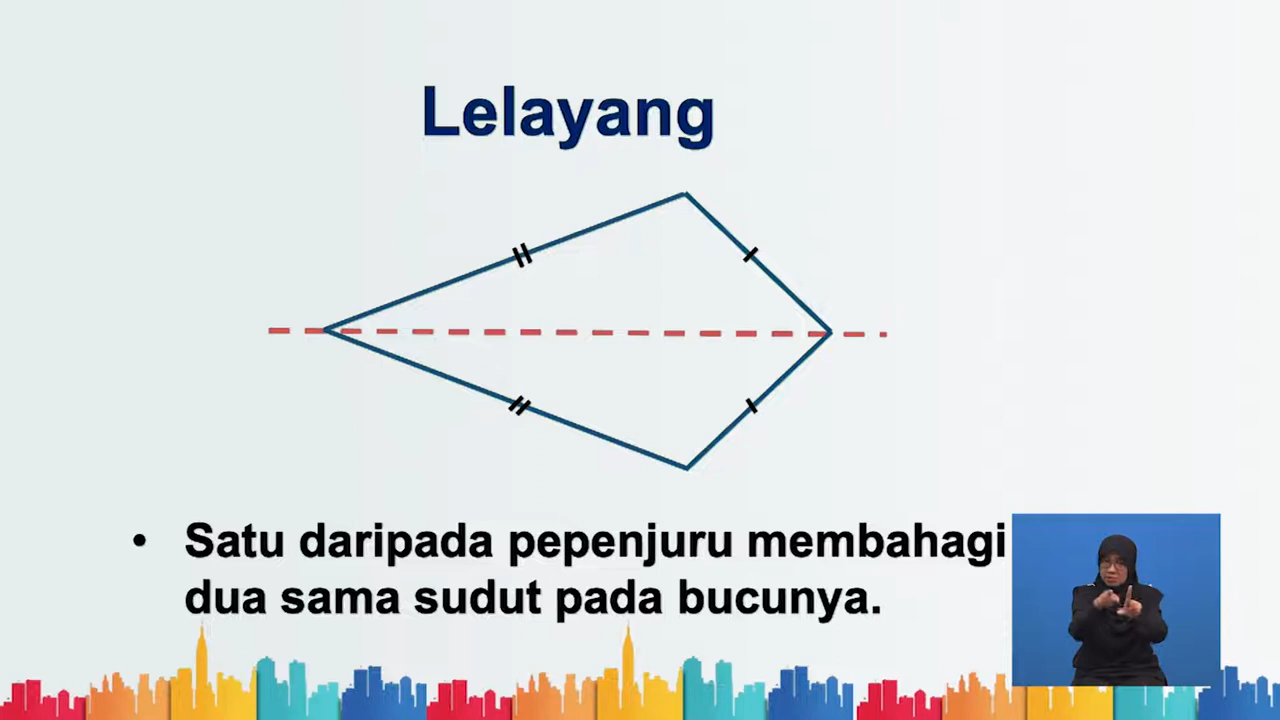 Lelayang
• Satu daripada pepenjuru membahagi
dua sama sudut pada bucunya.